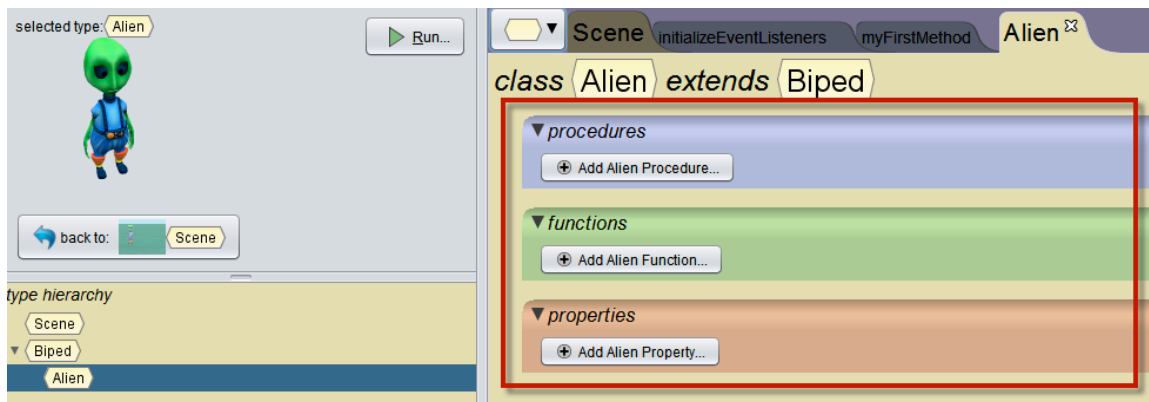 selected type: Alien
Run...
back to: Scene
type hierarchy
Scene
Biped
Alien
Scene initializeEventListeners myFirstMethod Alien
class Alien extends Biped
procedures
Add Alien Procedure...
functions
Add Alien Function...
properties
Add Alien Property...